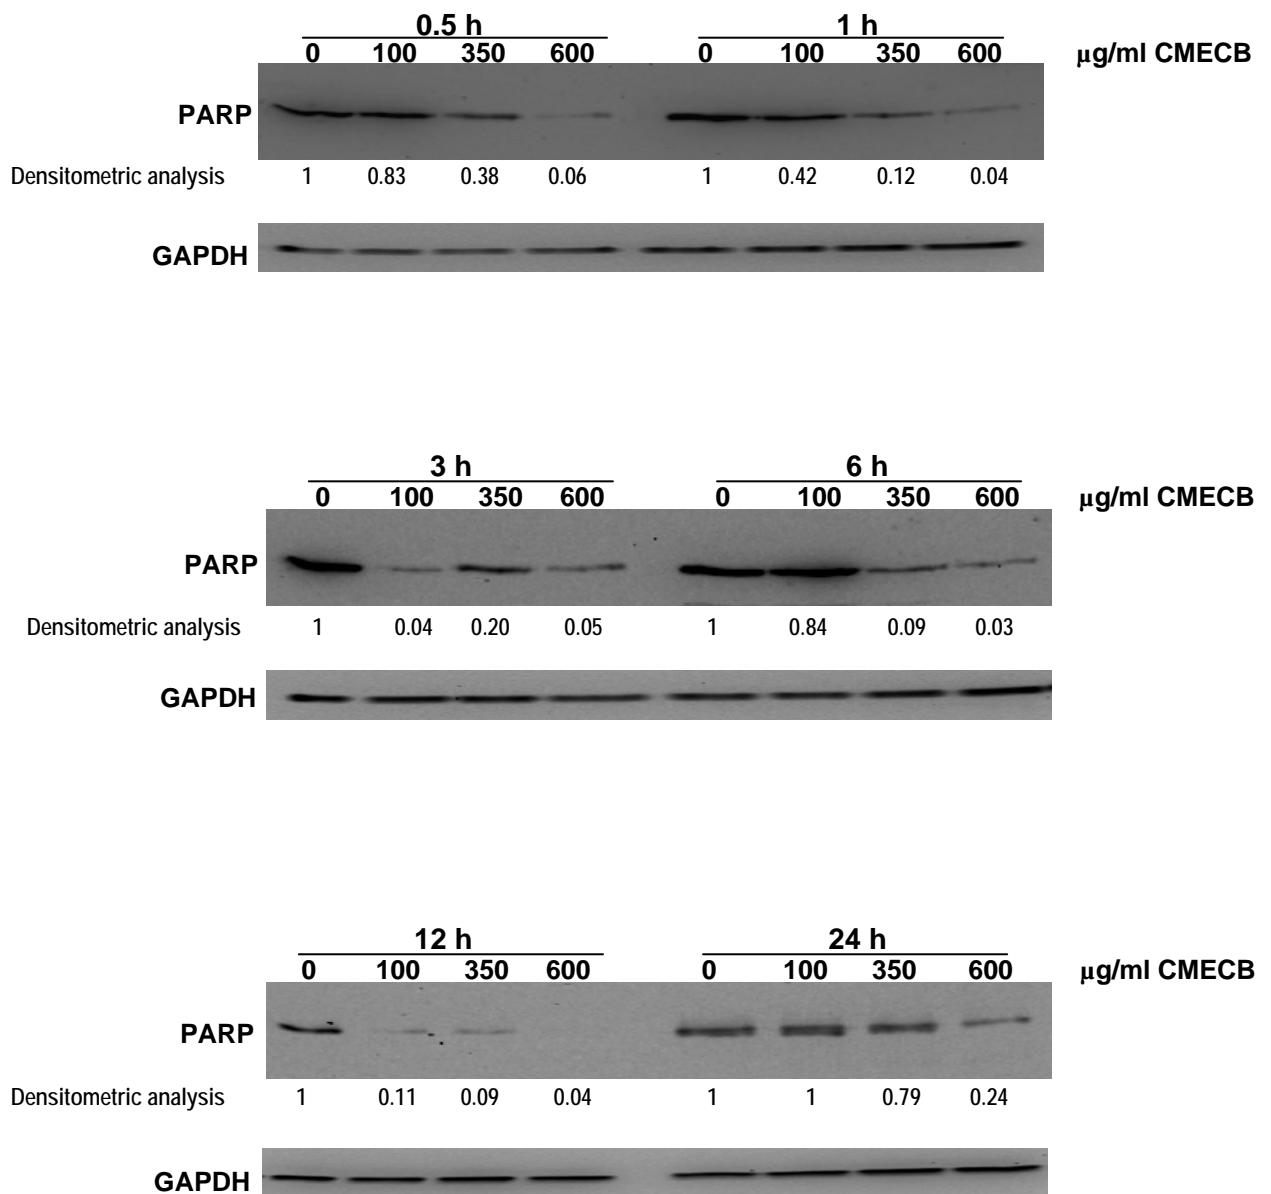 0.5 h 1 h
0 100 350 600 0 100 350 600 µg/ml CMECB
PARP
Densitometric analysis 1 0.83 0.38 0.06 1 0.42 0.12 0.04
GAPDH
3 h 6 h
0 100 350 600 0 100 350 600 µg/ml CMECB
PARP
Densitometric analysis 1 0.04 0.20 0.05 1 0.84 0.09 0.03
GAPDH
12 h 24 h
0 100 350 600 0 100 350 600 µg/ml CMECB
PARP
Densitometric analysis 1 0.11 0.09 0.04 1 1 0.79 0.24
GAPDH